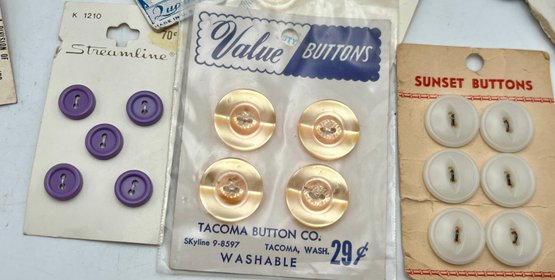 K 1210
Streamline
70¢
Value BUTTONS
TACOMA BUTTON CO.
SKyline 9-8597 TACOMA, WASH.
29¢
WASHABLE
SUNSET BUTTONS